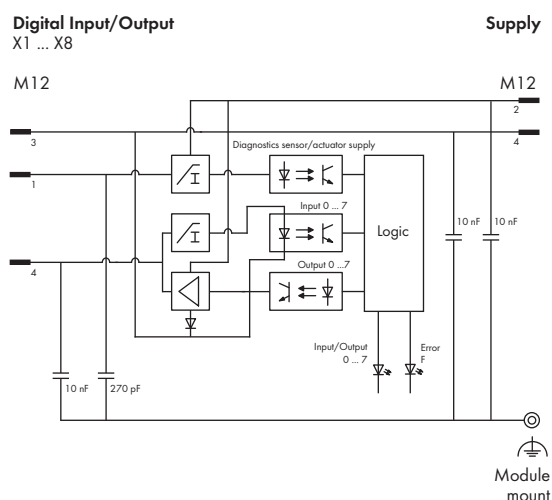 Digital Input/Output
X1 ... X8
Supply
M12
M12
2
3
4
Diagnostics sensor/actuator supply
1
Input 0 ... 7
Logic
10 nF
10 nF
4
Output 0 ...7
Input/Output
0 ... 7
Error
F
10 nF
270 pF
Module
mount